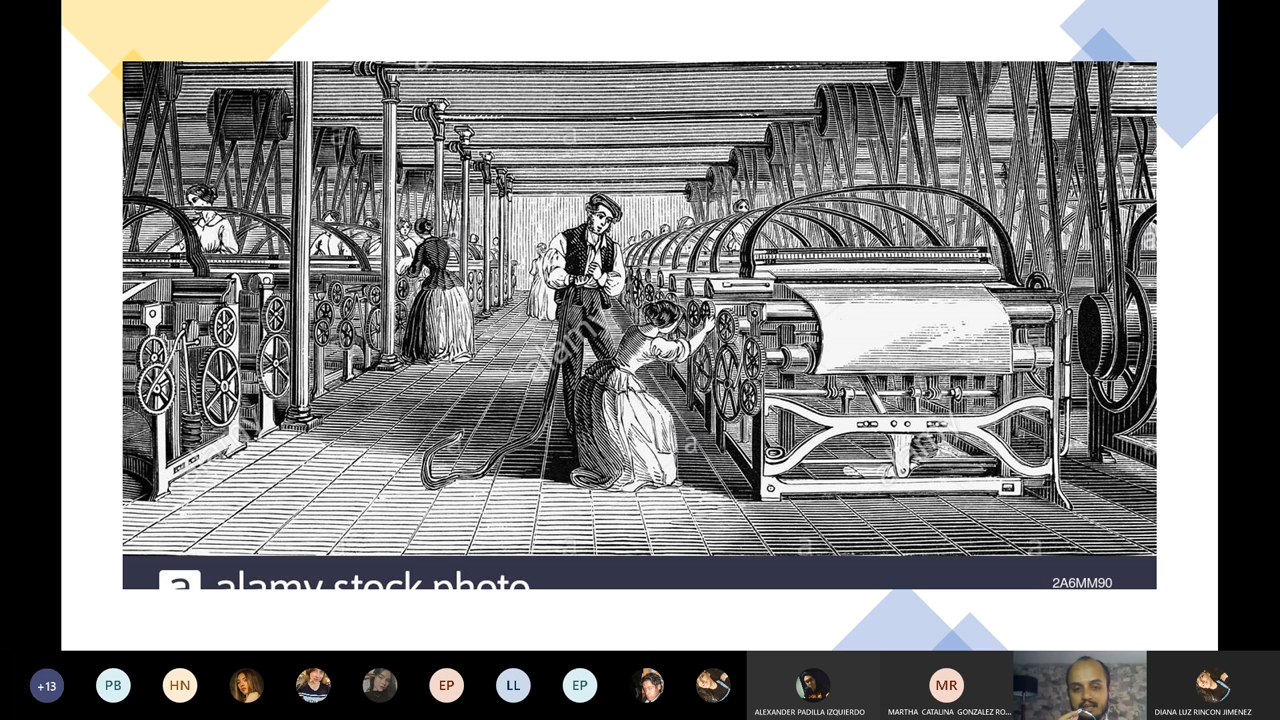 alamy stock photo
2A6MM90
+13
PB
HN
EP
LL
EP
MR
ALEXANDER PADILLA IZQUIERDO
MARTHA CATALINA GONZALEZ RO...
DIANA LUZ RINCON JIMENEZ